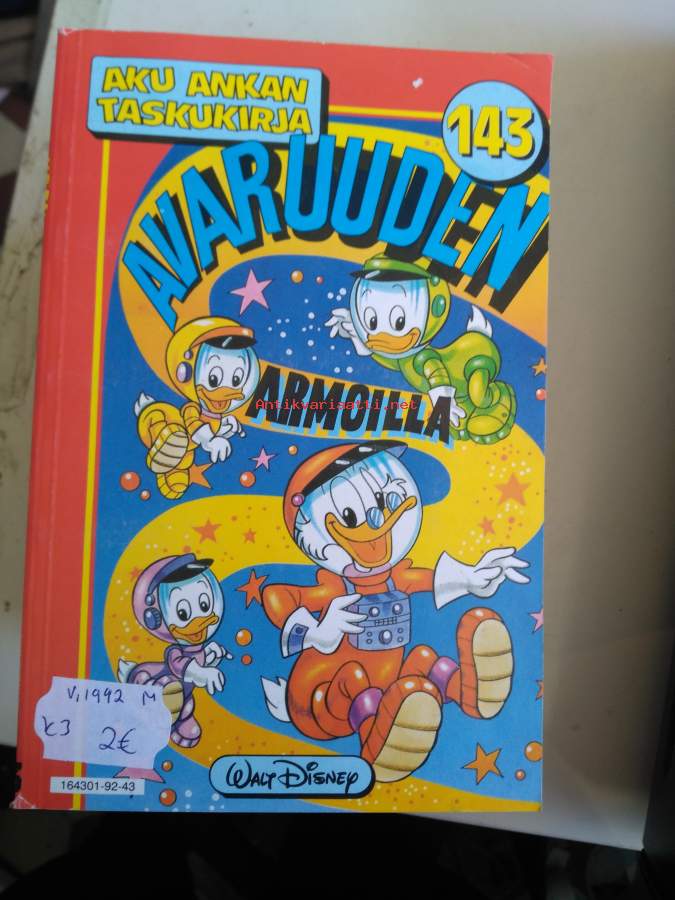 AKU ANKAN
TASKUKIRJA
143
AVARUUDEN
ARMOILLA
Antikvariaatti.net
V, 1992 M
K3 2€
164301-92-43
WALT DISNEY